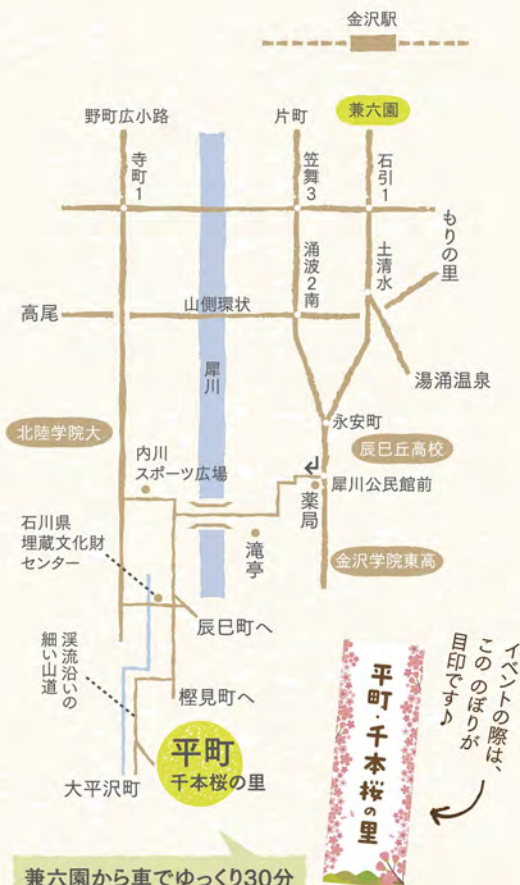 金沢駅
野町広小路
片町
兼六園
寺町1
笠舞3
石引1
もりの里
涌波2南
土清水
高尾
山側環状
湯涌温泉
犀川
永安町
北陸学院大
辰巳丘高校
内川
スポーツ広場
犀川公民館前
薬局
石川県
埋蔵文化財
センター
滝亭
金沢学院東高
辰巳町へ
渓流沿いの
細い山道
樫見町へ
平町
千本桜の里
大平沢町
イベントの際は、
この のぼりが
目印です♪
平町・千本桜の里
兼六園から車でゆっくり30分